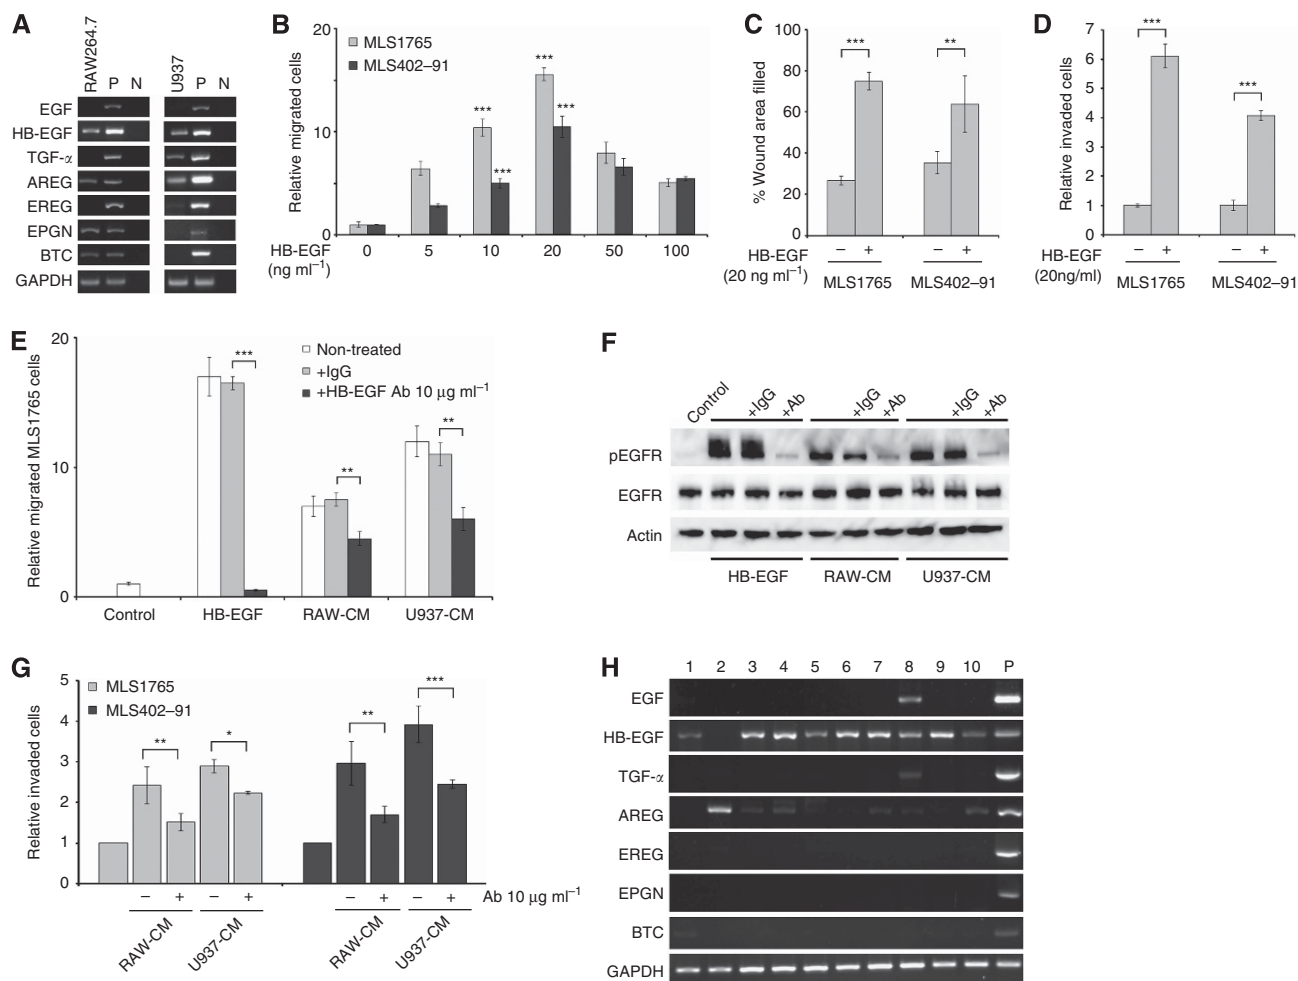 A
RAW264.7 P N U937 P N
EGF
HB-EGF
TGF-α
AREG
EREG
EPGN
BTC
GAPDH
B
Relative migrated cells
20
10
0
MLS1765
MLS402–91
***
***
***
***
0 5 10 20 50 100
HB-EGF
(ng ml⁻¹)
C
% Wound area filled
100
80
60
40
20
0
*** **
– + – +
HB-EGF
(20 ng ml⁻¹)
MLS1765 MLS402–91
D
Relative invaded cells
7
6
5
4
3
2
1
0
***
***
– + – +
HB-EGF
(20ng/ml)
MLS1765 MLS402–91
E
Relative migrated MLS1765 cells
20
10
0
Non-treated
+IgG
+HB-EGF Ab 10 μg ml⁻¹
***
**
**
Control HB-EGF RAW-CM U937-CM
F
Control +IgG +Ab +IgG +Ab +IgG +Ab
pEGFR
EGFR
Actin
HB-EGF RAW-CM U937-CM
G
Relative invaded cells
5
4
3
2
1
0
MLS1765
MLS402–91
** * ** ***
– + – + – + – + Ab 10 μg ml⁻¹
RAW-CM U937-CM RAW-CM U937-CM
H
1 2 3 4 5 6 7 8 9 10 P
EGF
HB-EGF
TGF-α
AREG
EREG
EPGN
BTC
GAPDH